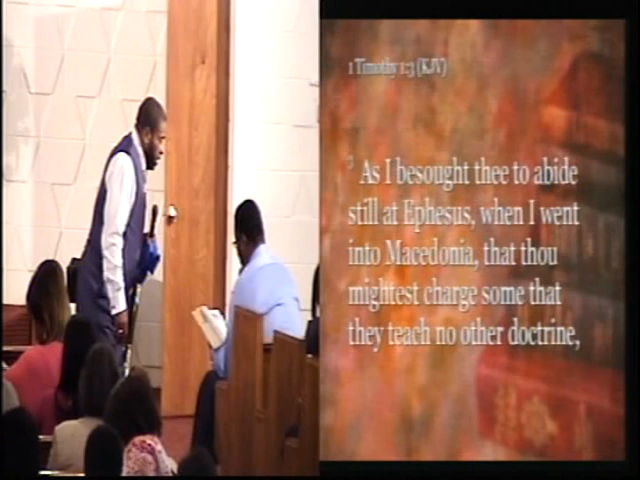 1 Timothy 1:3 (KJV)
3 As I besought thee to abide
still at Ephesus, when I went
into Macedonia, that thou
mightest charge some that
they teach no other doctrine,